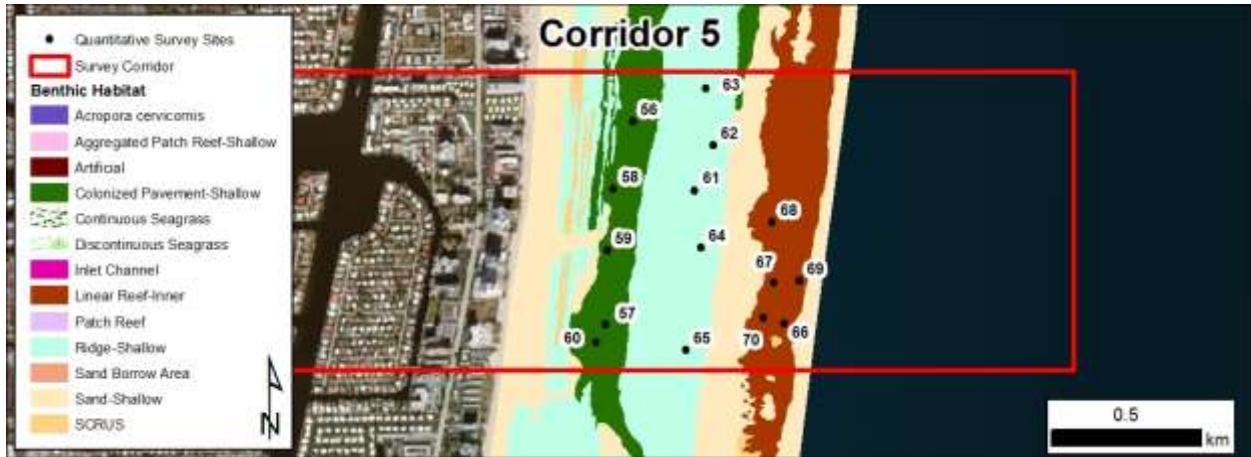 Corridor 5
Quantitative Survey Sites
Survey Corridor
Benthic Habitat
Acropora cervicornis
Aggregated Patch Reef-Shallow
Artificial
Colonized Pavement-Shallow
Continuous Seagrass
Discontinuous Seagrass
Inlet Channel
Linear Reef-Inner
Patch Reef
Ridge-Shallow
Sand Borrow Area
Sand-Shallow
SCRUS
N
63
56
62
58
61
68
59
64
67
69
57
60
65
70
66
0.5
km